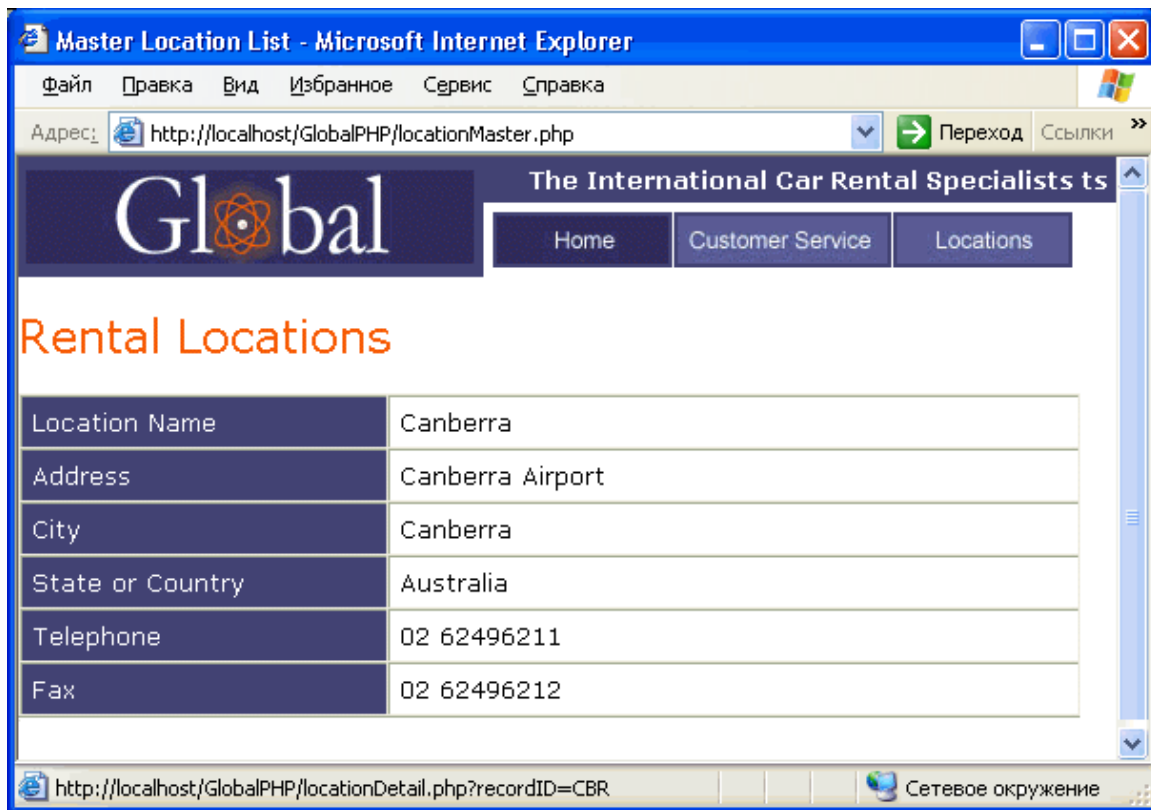 Master Location List - Microsoft Internet Explorer
Файл Правка Вид Избранное Сервис Справка
Адрес: http://localhost/GlobalPHP/locationMaster.php Переход Ссылки »
Global
The International Car Rental Specialists ts
Home Customer Service Locations
Rental Locations
Location Name Canberra
Address Canberra Airport
City Canberra
State or Country Australia
Telephone 02 62496211
Fax 02 62496212
http://localhost/GlobalPHP/locationDetail.php?recordID=CBR Сетевое окружение